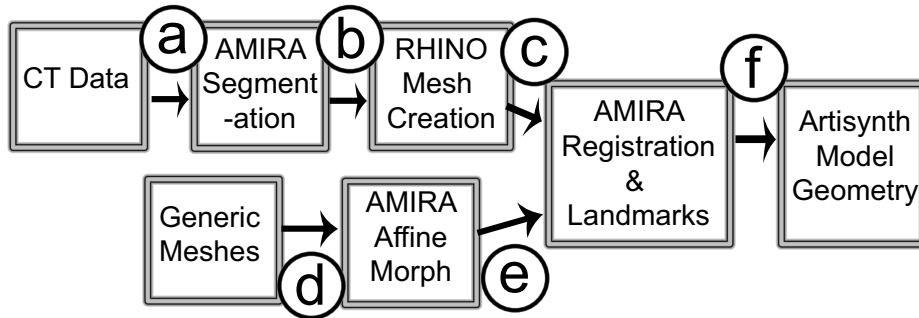 a
b
c
f
CT Data
AMIRA
Segment
-ation
RHINO
Mesh
Creation
AMIRA
Registration
&
Landmarks
Artisynth
Model
Geometry
Generic
Meshes
AMIRA
Affine
Morph
d
e